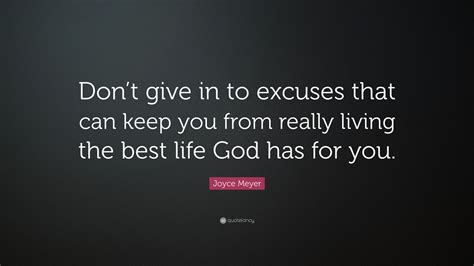 Don’t give in to excuses that
can keep you from really living
the best life God has for you.
Joyce Meyer
quotefancy